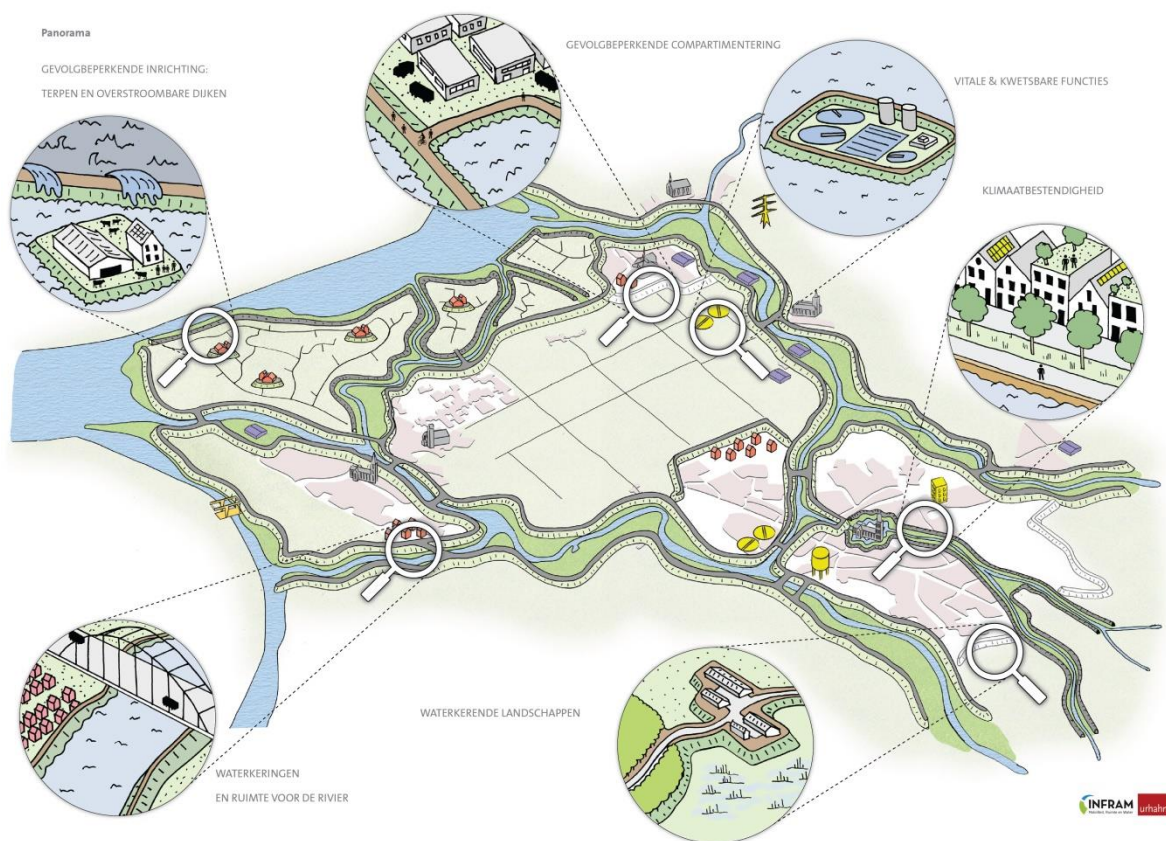 Panorama
GEVOLGBEPERKENDE INRICHTING:
TERPEN EN OVERSTROOMBARE DIJKEN
GEVOLGBEPERKENDE COMPARTIMENTERING
VITALE & KWETSBARE FUNCTIES
KLIMAATBESTENDIGHEID
WATERKERENDE LANDSCHAPPEN
WATERKERINGEN
EN RUIMTE VOOR DE RIVIER
INFRAM
urhahn